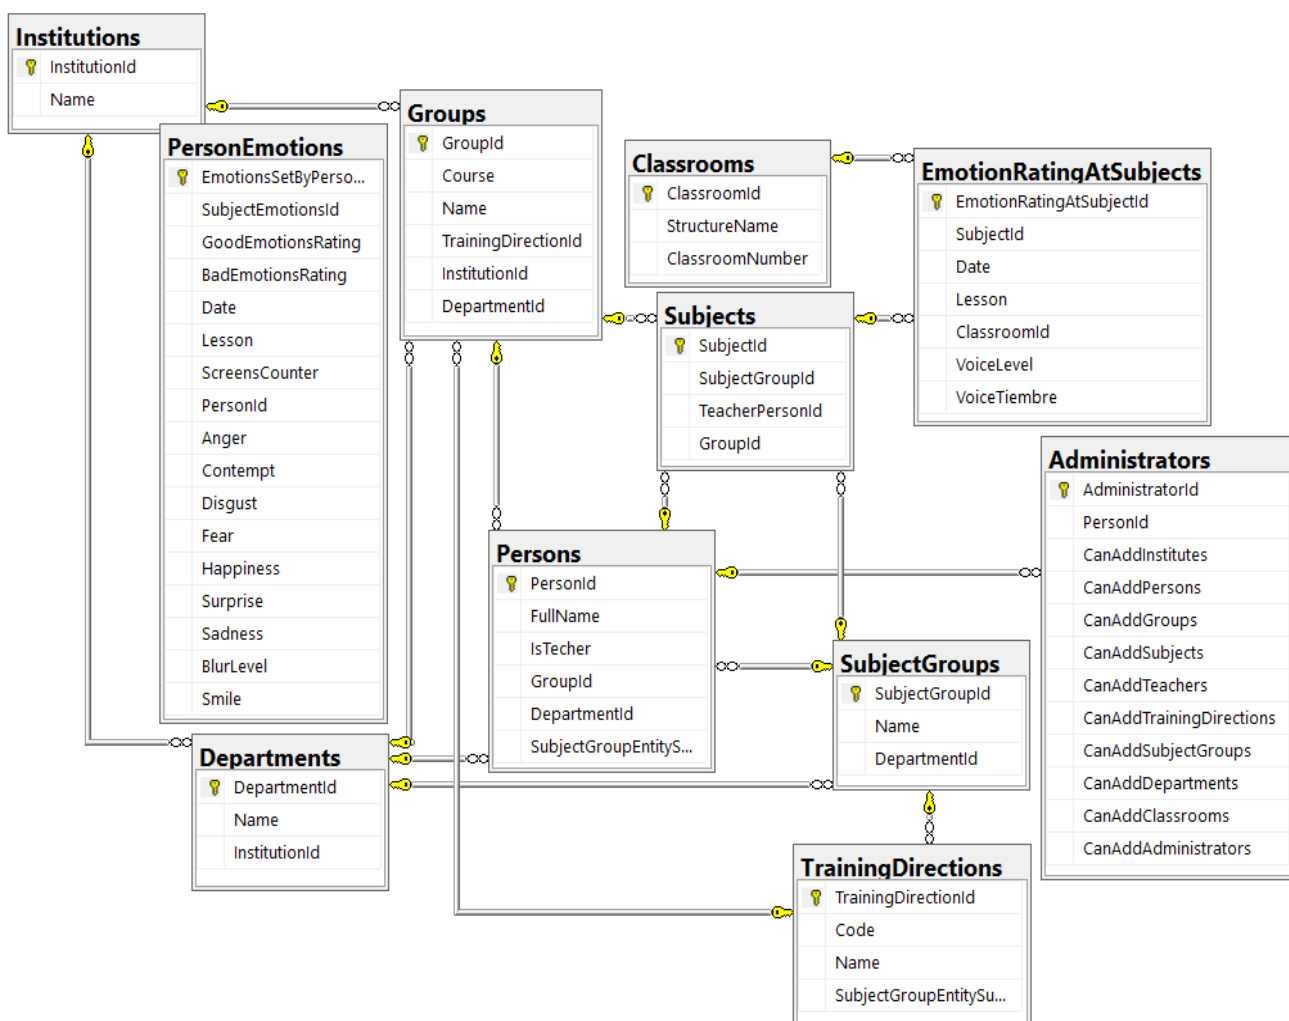 Institutions
InstitutionId
Name
PersonEmotions
EmotionsSetByPerso...
SubjectEmotionsId
GoodEmotionsRating
BadEmotionsRating
Date
Lesson
ScreensCounter
PersonId
Anger
Contempt
Disgust
Fear
Happiness
Surprise
Sadness
BlurLevel
Smile
Groups
GroupId
Course
Name
TrainingDirectionId
InstitutionId
DepartmentId
Classrooms
ClassroomId
StructureName
ClassroomNumber
EmotionRatingAtSubjects
EmotionRatingAtSubjectId
SubjectId
Date
Lesson
ClassroomId
VoiceLevel
VoiceTiembre
Subjects
SubjectId
SubjectGroupId
TeacherPersonId
GroupId
Administrators
AdministratorId
PersonId
CanAddInstitutes
CanAddPersons
CanAddGroups
CanAddSubjects
CanAddTeachers
CanAddTrainingDirections
CanAddSubjectGroups
CanAddDepartments
CanAddClassrooms
CanAddAdministrators
Persons
PersonId
FullName
IsTecher
GroupId
DepartmentId
SubjectGroupEntityS...
SubjectGroups
SubjectGroupId
Name
DepartmentId
Departments
DepartmentId
Name
InstitutionId
TrainingDirections
TrainingDirectionId
Code
Name
SubjectGroupEntitySu...